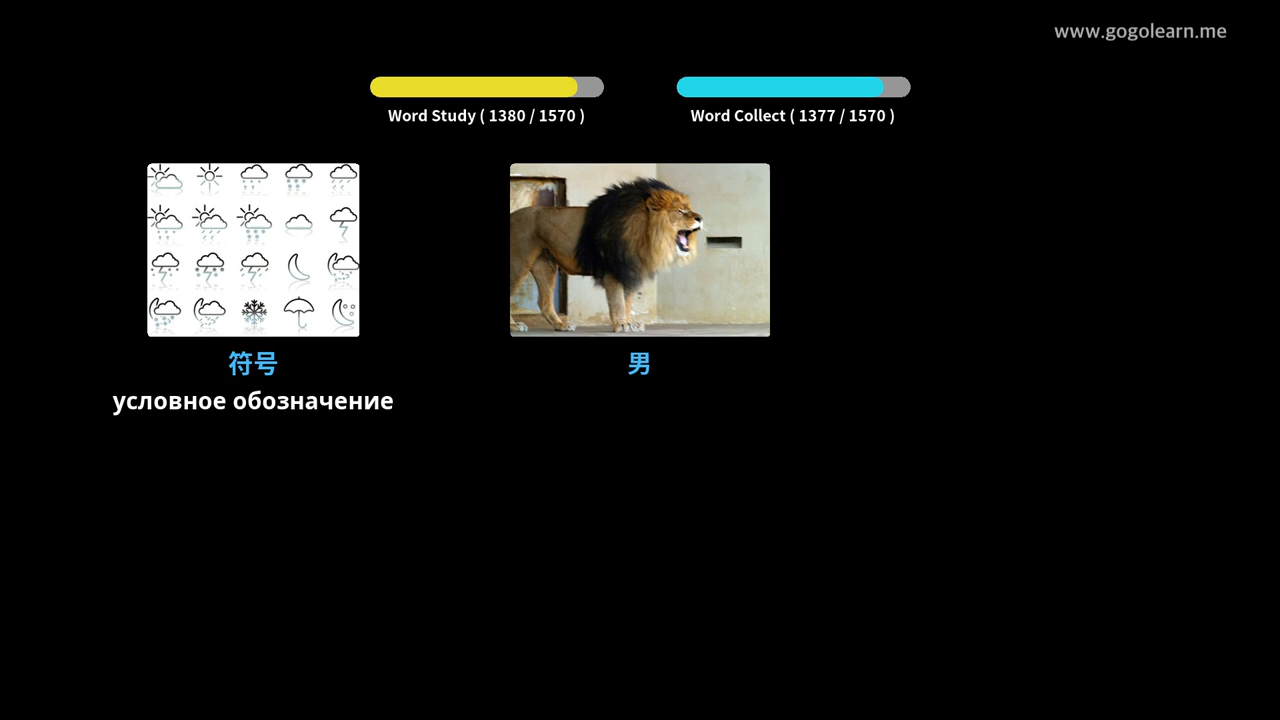 www.gogolearn.me
Word Study ( 1380 / 1570 )
Word Collect ( 1377 / 1570 )
符号
условное обозначение
男